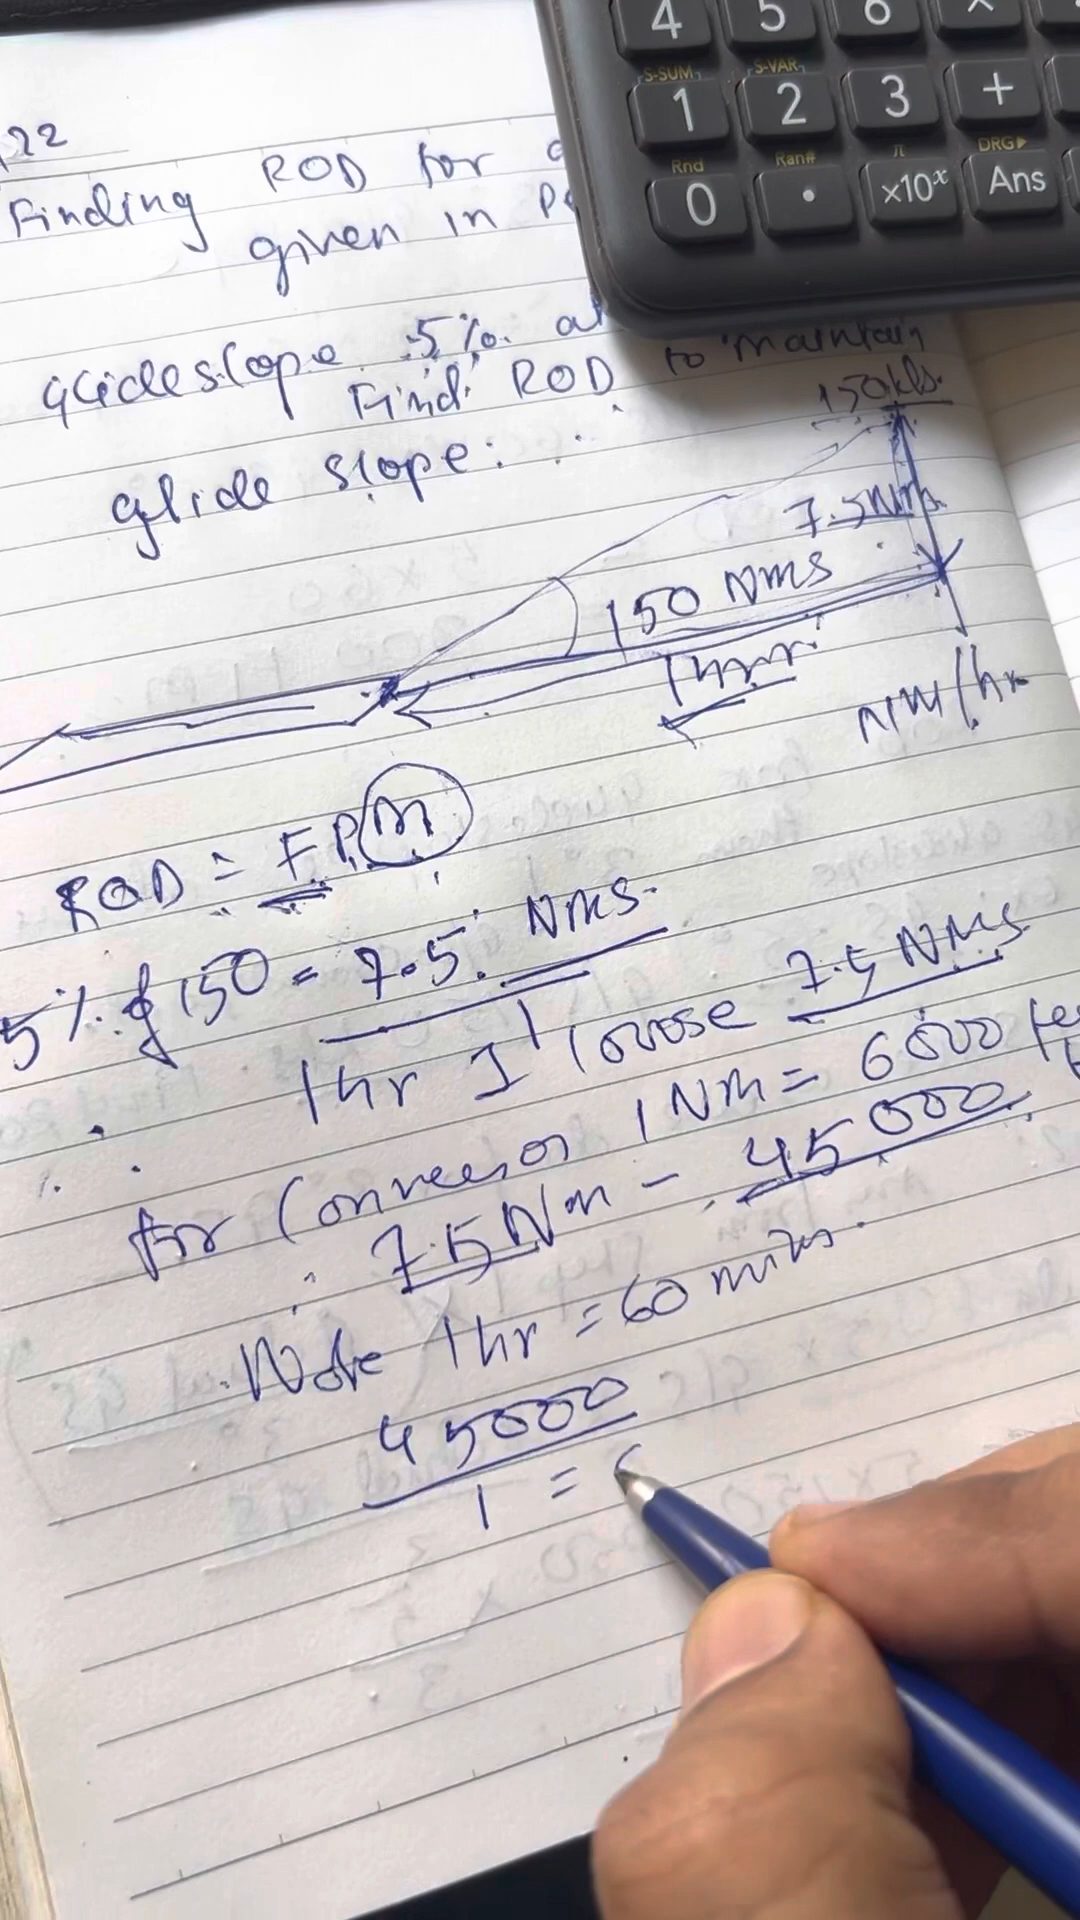 4 5 6 ×
S-SUM S-VAR
1 2 3 +
Rnd Ran# π DRG▶
0 . ×10ˣ Ans
22
Finding ROD for
given in
Glideslope 5%.
Find ROD to maintain
glide slope:
150kts.
7.5Nms
150 NMS
1hr
NM/hr
ROD = FPM
5% of 150 = 7.5 NMS.
1hr I loose 7.5 NMS
1 NM = 6000
for Conversion
7.5Nm - 45000
Note 1hr = 60 mins.
45000
1 =